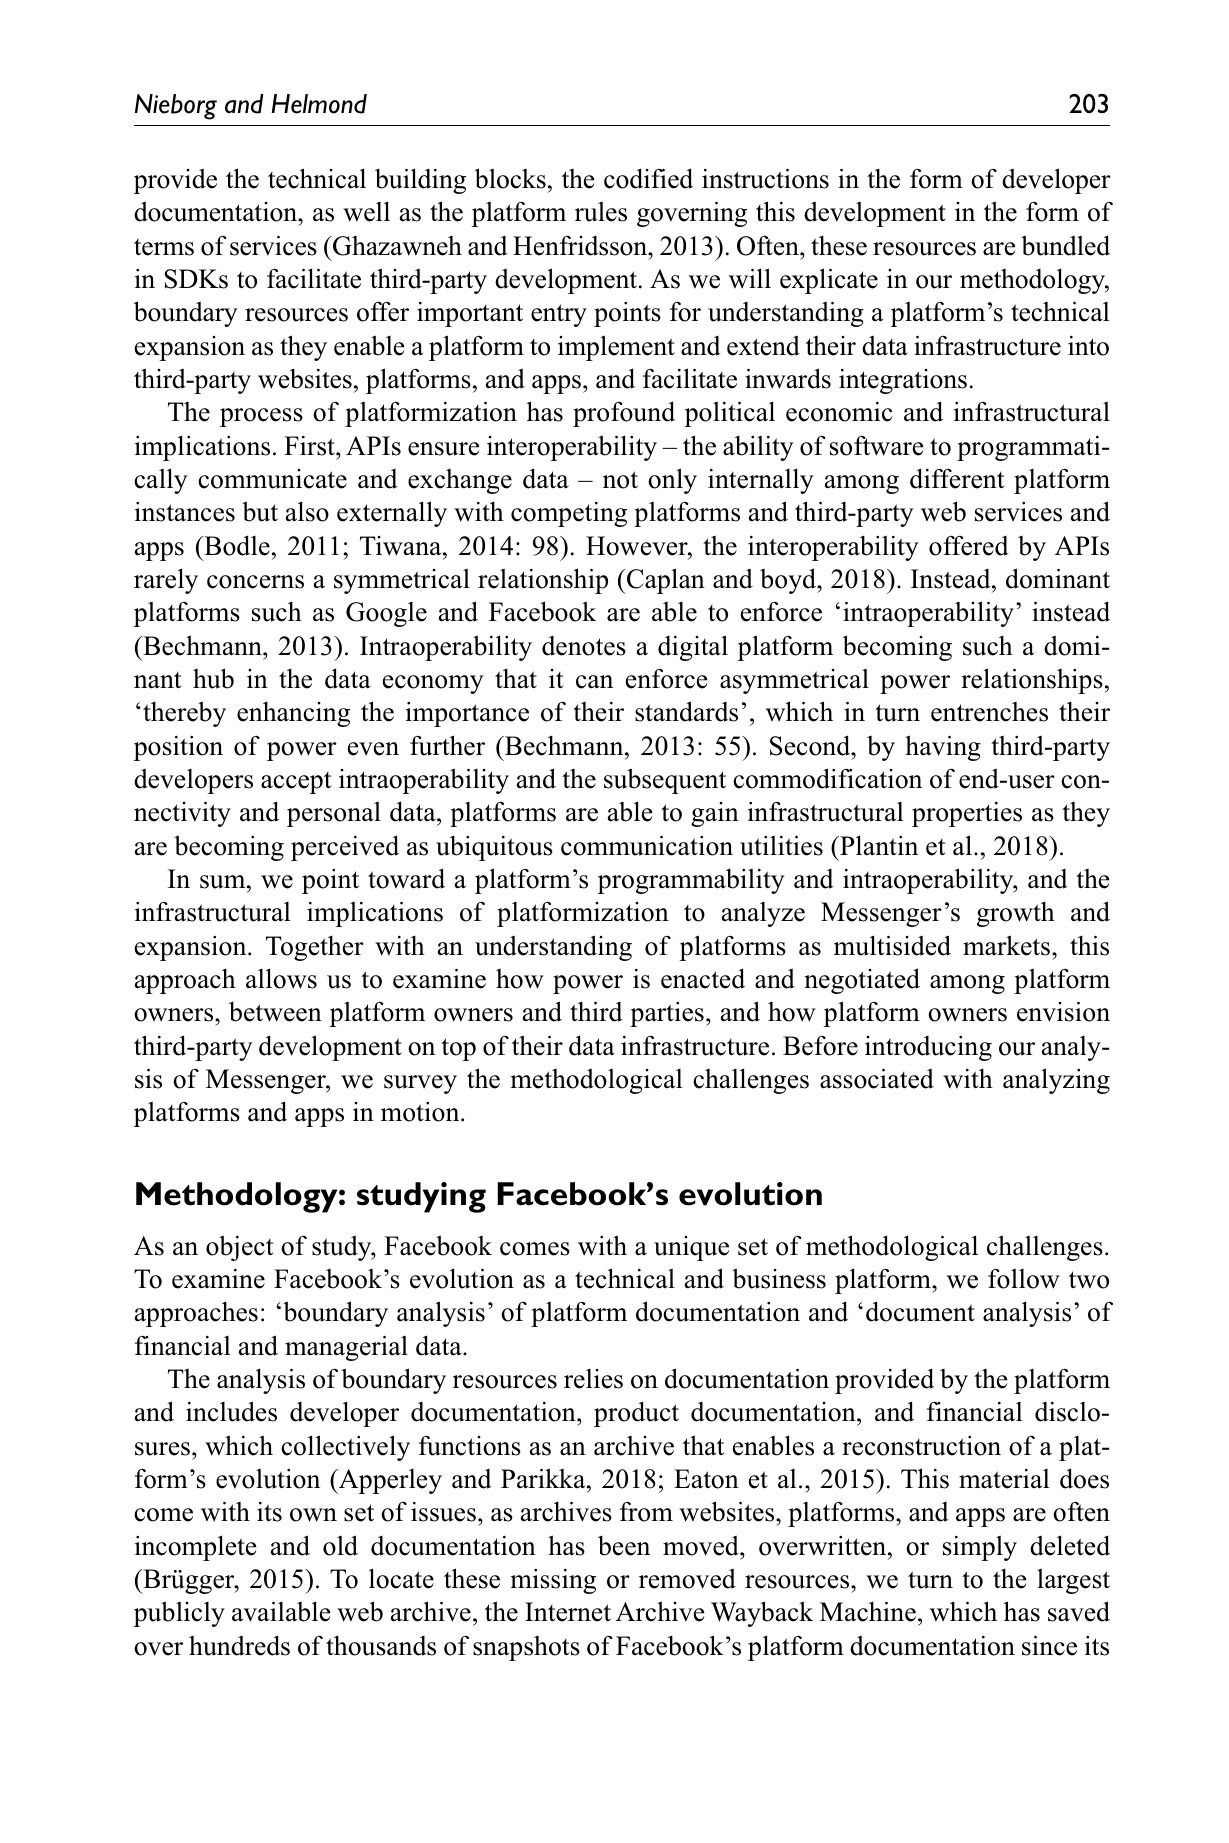 Nieborg and Helmond 203
provide the technical building blocks, the codified instructions in the form of developer
documentation, as well as the platform rules governing this development in the form of
terms of services (Ghazawneh and Henfridsson, 2013). Often, these resources are bundled
in SDKs to facilitate third-party development. As we will explicate in our methodology,
boundary resources offer important entry points for understanding a platform’s technical
expansion as they enable a platform to implement and extend their data infrastructure into
third-party websites, platforms, and apps, and facilitate inwards integrations.
The process of platformization has profound political economic and infrastructural
implications. First, APIs ensure interoperability – the ability of software to programmati-
cally communicate and exchange data – not only internally among different platform
instances but also externally with competing platforms and third-party web services and
apps (Bodle, 2011; Tiwana, 2014: 98). However, the interoperability offered by APIs
rarely concerns a symmetrical relationship (Caplan and boyd, 2018). Instead, dominant
platforms such as Google and Facebook are able to enforce ‘intraoperability’ instead
(Bechmann, 2013). Intraoperability denotes a digital platform becoming such a domi-
nant hub in the data economy that it can enforce asymmetrical power relationships,
‘thereby enhancing the importance of their standards’, which in turn entrenches their
position of power even further (Bechmann, 2013: 55). Second, by having third-party
developers accept intraoperability and the subsequent commodification of end-user con-
nectivity and personal data, platforms are able to gain infrastructural properties as they
are becoming perceived as ubiquitous communication utilities (Plantin et al., 2018).
In sum, we point toward a platform’s programmability and intraoperability, and the
infrastructural implications of platformization to analyze Messenger’s growth and
expansion. Together with an understanding of platforms as multisided markets, this
approach allows us to examine how power is enacted and negotiated among platform
owners, between platform owners and third parties, and how platform owners envision
third-party development on top of their data infrastructure. Before introducing our analy-
sis of Messenger, we survey the methodological challenges associated with analyzing
platforms and apps in motion.
Methodology: studying Facebook’s evolution
As an object of study, Facebook comes with a unique set of methodological challenges.
To examine Facebook’s evolution as a technical and business platform, we follow two
approaches: ‘boundary analysis’ of platform documentation and ‘document analysis’ of
financial and managerial data.
The analysis of boundary resources relies on documentation provided by the platform
and includes developer documentation, product documentation, and financial disclo-
sures, which collectively functions as an archive that enables a reconstruction of a plat-
form’s evolution (Apperley and Parikka, 2018; Eaton et al., 2015). This material does
come with its own set of issues, as archives from websites, platforms, and apps are often
incomplete and old documentation has been moved, overwritten, or simply deleted
(Brügger, 2015). To locate these missing or removed resources, we turn to the largest
publicly available web archive, the Internet Archive Wayback Machine, which has saved
over hundreds of thousands of snapshots of Facebook’s platform documentation since its